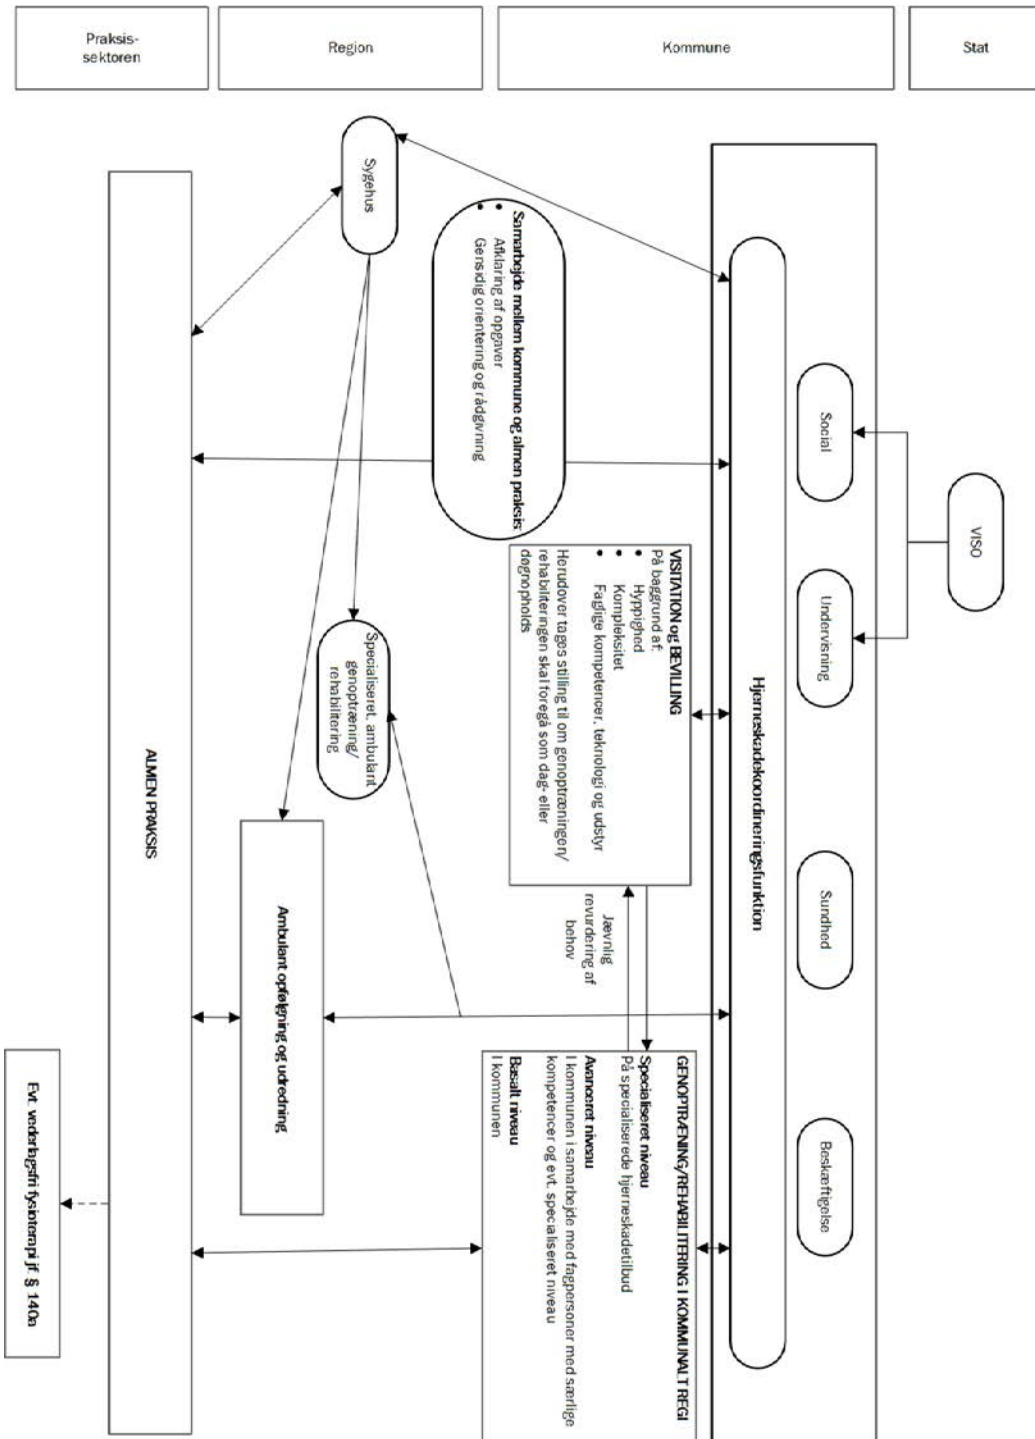 Praksis-
sektoren
Region
Kommune
Stat
VISO
Social
Undervisning
Sundhed
Beskæftigelse
Hjerneskadekoordineringsfunktion
Sygehus
Samarbejde mellem kommune og almen praksis:
• Afklaring af opgaver
• Gensidig orientering og rådgivning
VISITATION og BEVILLING
På baggrund af:
• Hyppighed
• Kompleksitet
• Faglige kompetencer, teknologi og udstyr
Herudover tages stilling til om genoptræningen/
rehabiliteringen skal foregå som dag- eller
døgnopholds
Jævnlig
revurdering af
behov
GENOPTRÆNING/REHABILITERING I KOMMUNALT REGI
Specialiseret niveau
På specialiserede hjerneskadetilbud
Avanceret niveau
I kommunen i samarbejde med fagpersoner med særlige
kompetencer og evt. specialiseret niveau
Basalt niveau
I kommunen
Specialiseret, ambulant
genoptræning/
rehabilitering
Ambulant opfølgning og udredning
ALMEN PRAKSIS
Evt. vederlagsfri fysioterapi jf. § 140a